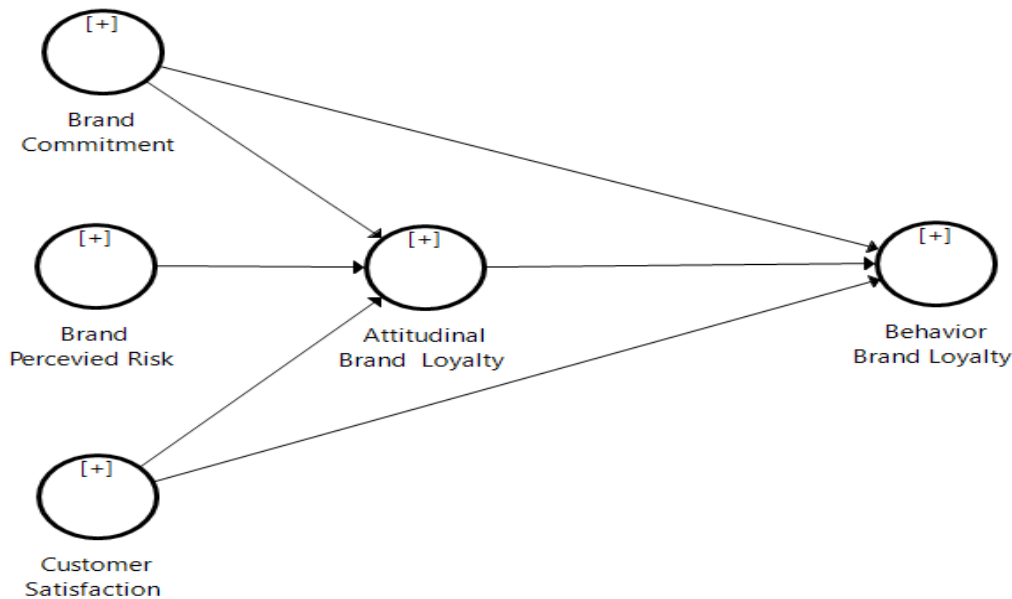 [+]
Brand
Commitment
[+]
Brand
Percevied Risk
[+]
Attitudinal
Brand  Loyalty
[+]
Behavior
Brand Loyalty
[+]
Customer
Satisfaction